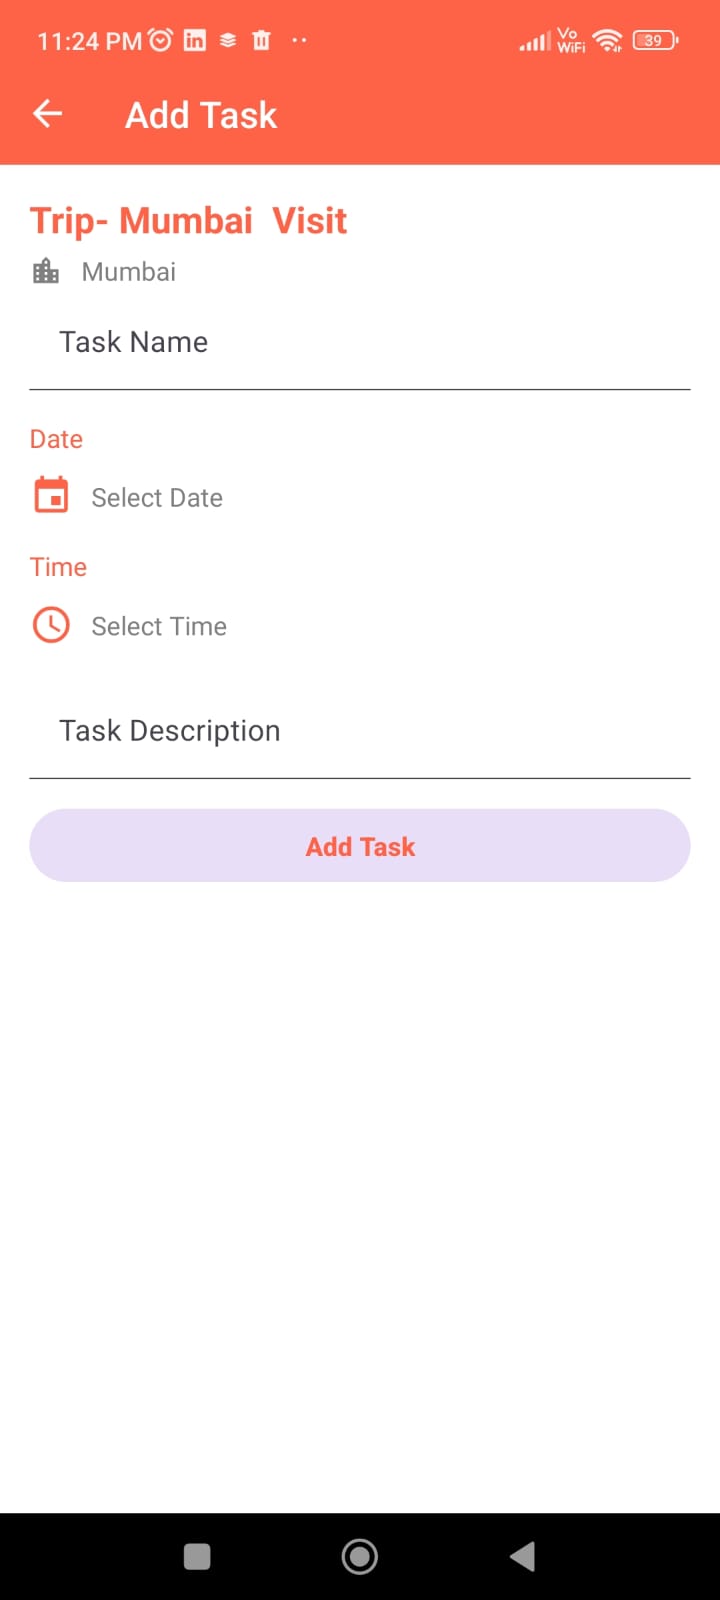 11:24 PM in Vo WiFi 39
Add Task
Trip- Mumbai  Visit
Mumbai
Task Name
Date
Select Date
Time
Select Time
Task Description
Add Task